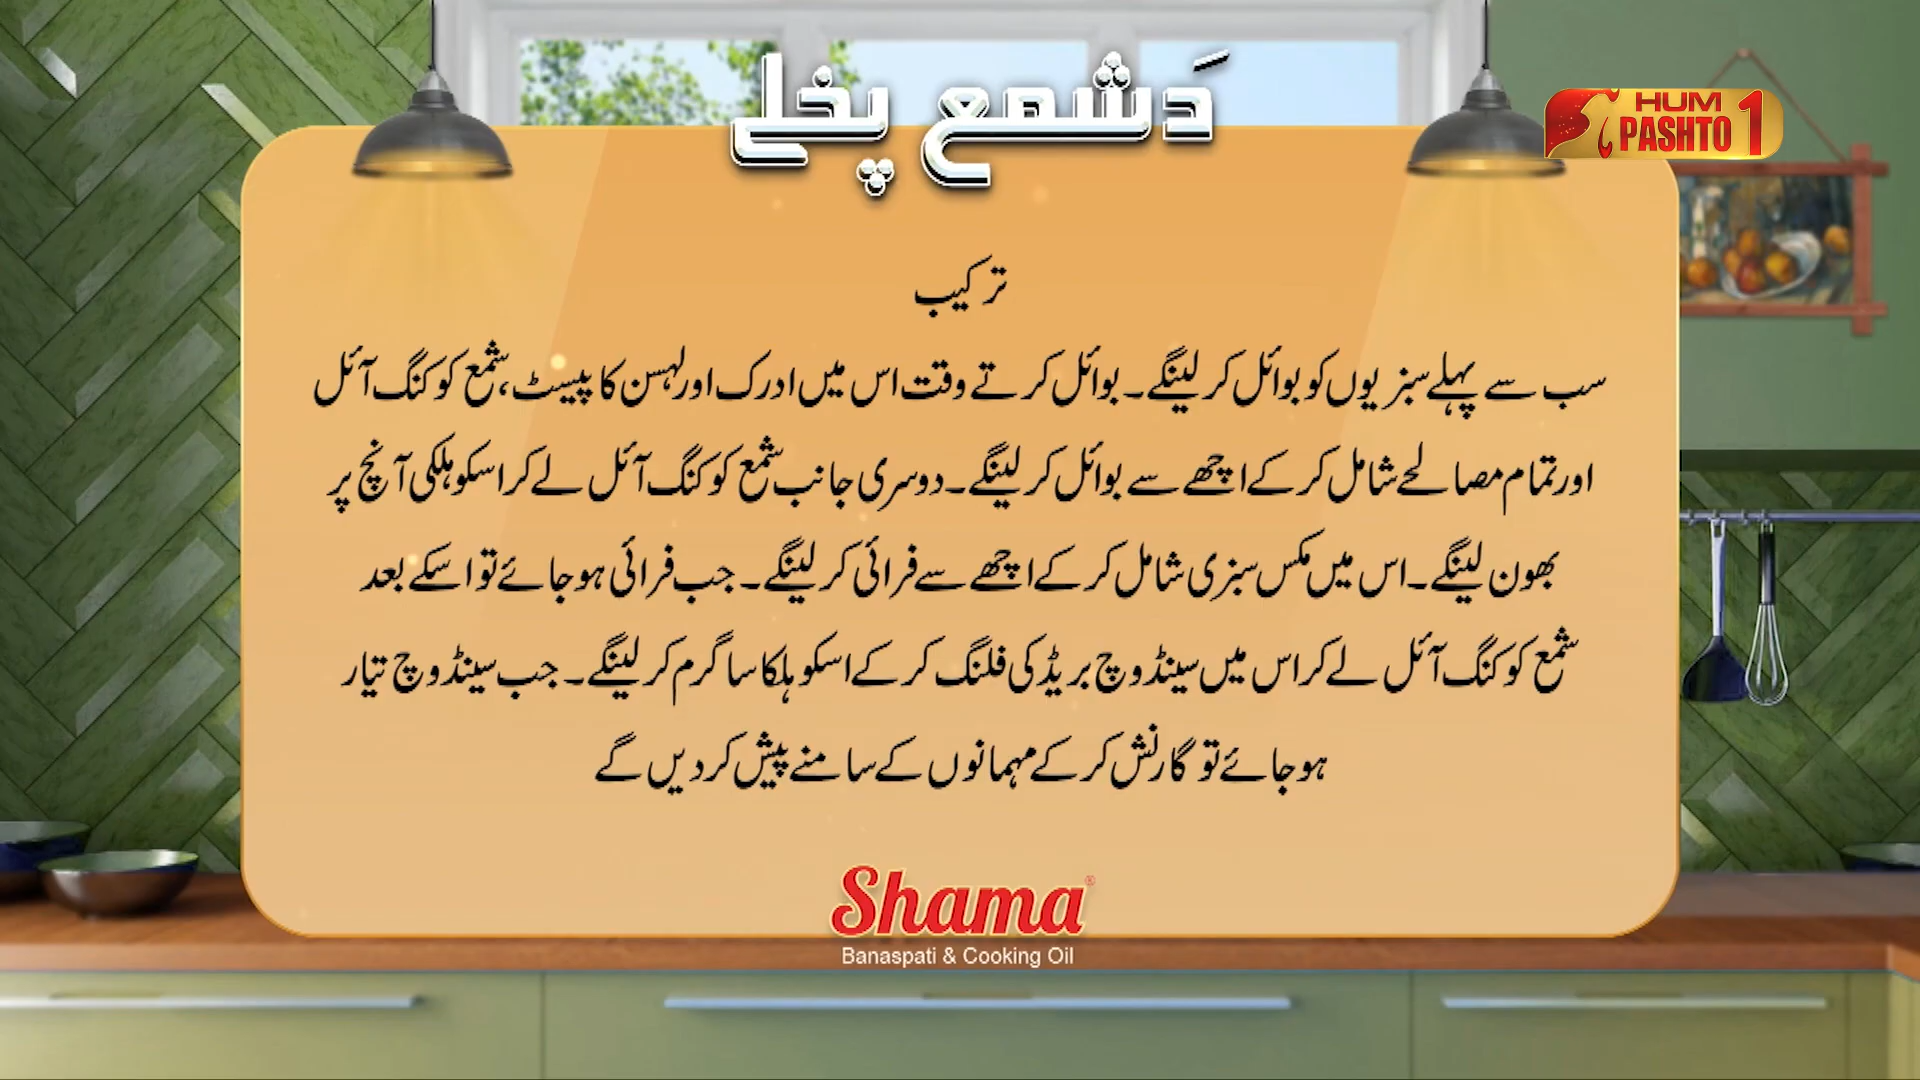 دَشمع پخلے
HUM
PASHTO 1
ترکیب
سب سے پہلے سبزیوں کو بوائل کر لینگے۔ بوائل کرتے وقت اس میں ادرک اور لہسن کا پیسٹ، شمع کوکنگ آئل
اور تمام مصالحے شامل کر کے اچھے سے بوائل کر لینگے۔ دوسری جانب شمع کوکنگ آئل لے کر اسکو ہلکی آنچ پر
بھون لینگے۔ اس میں مکس سبزی شامل کر کے اچھے سے فرائی کر لینگے۔ جب فرائی ہو جائے تو اسکے بعد
شمع کوکنگ آئل لے کر اس میں سینڈوچ بریڈ کی فلنگ کر کے اسکو ہلکا سا گرم کر لینگے۔ جب سینڈوچ تیار
ہو جائے تو گارنش کر کے مہمانوں کے سامنے پیش کر دیں گے
Shama®
Banaspati & Cooking Oil